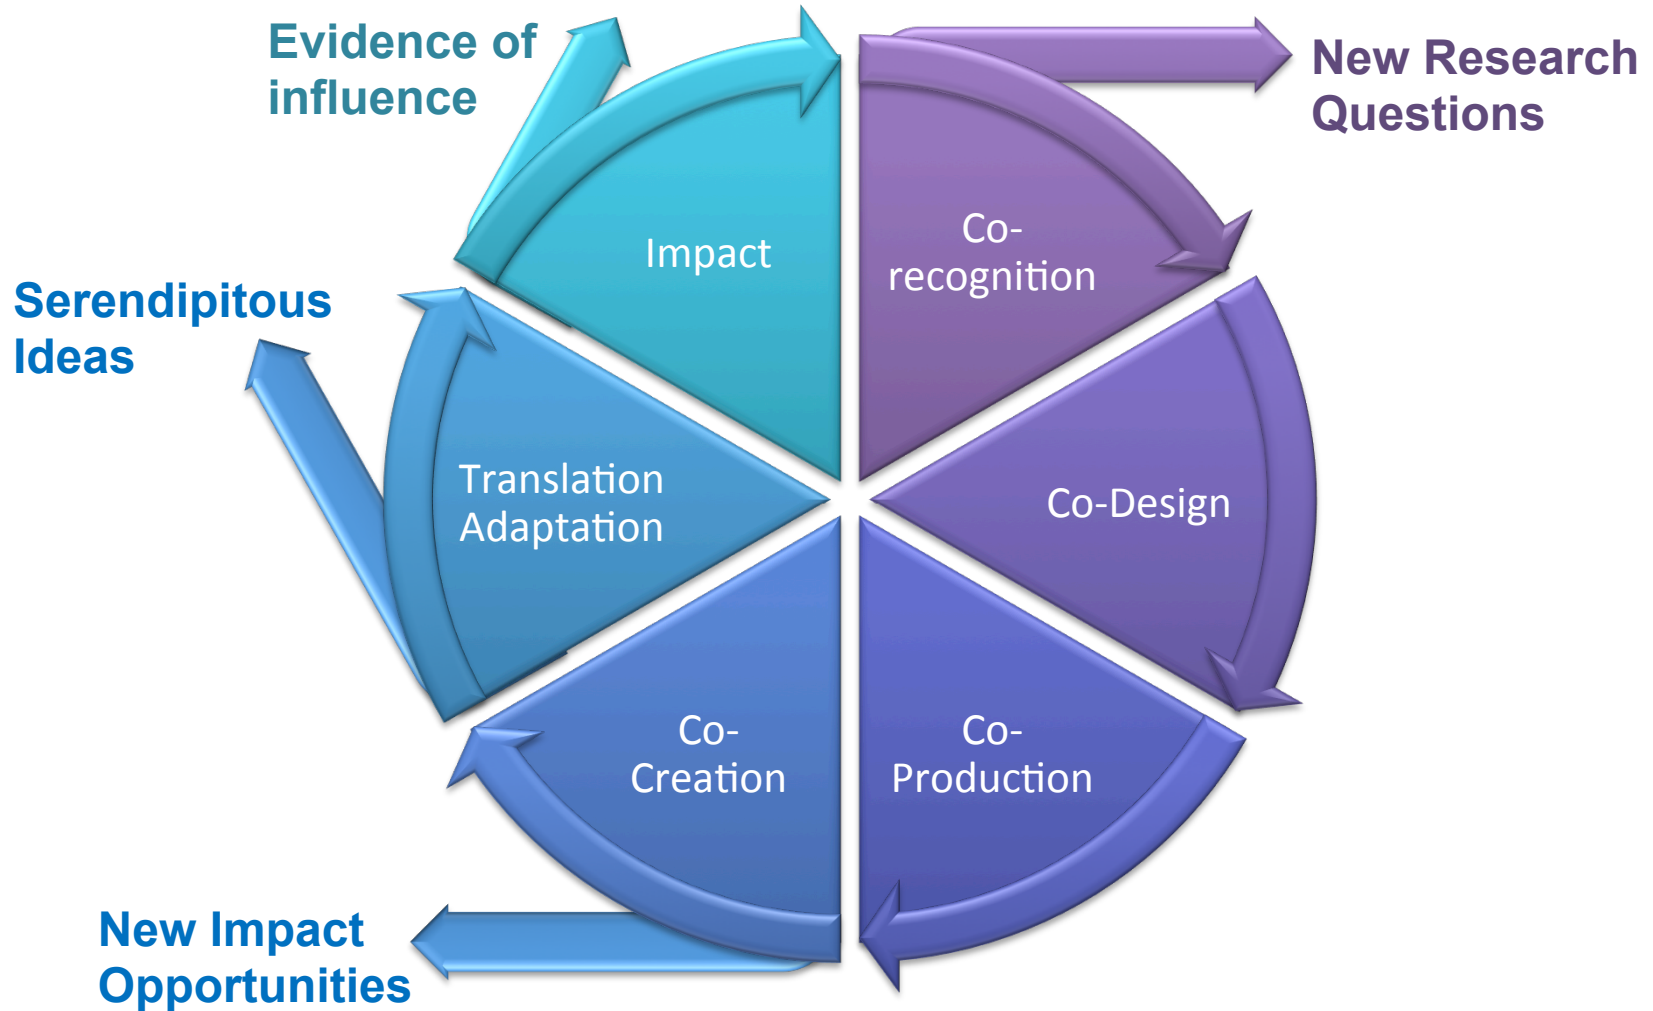 Evidence of
influence
New Research
Questions
Impact
Co-
recognition
Serendipitous
Ideas
Translation
Adaptation
Co-Design
Co-
Creation
Co-
Production
New Impact
Opportunities